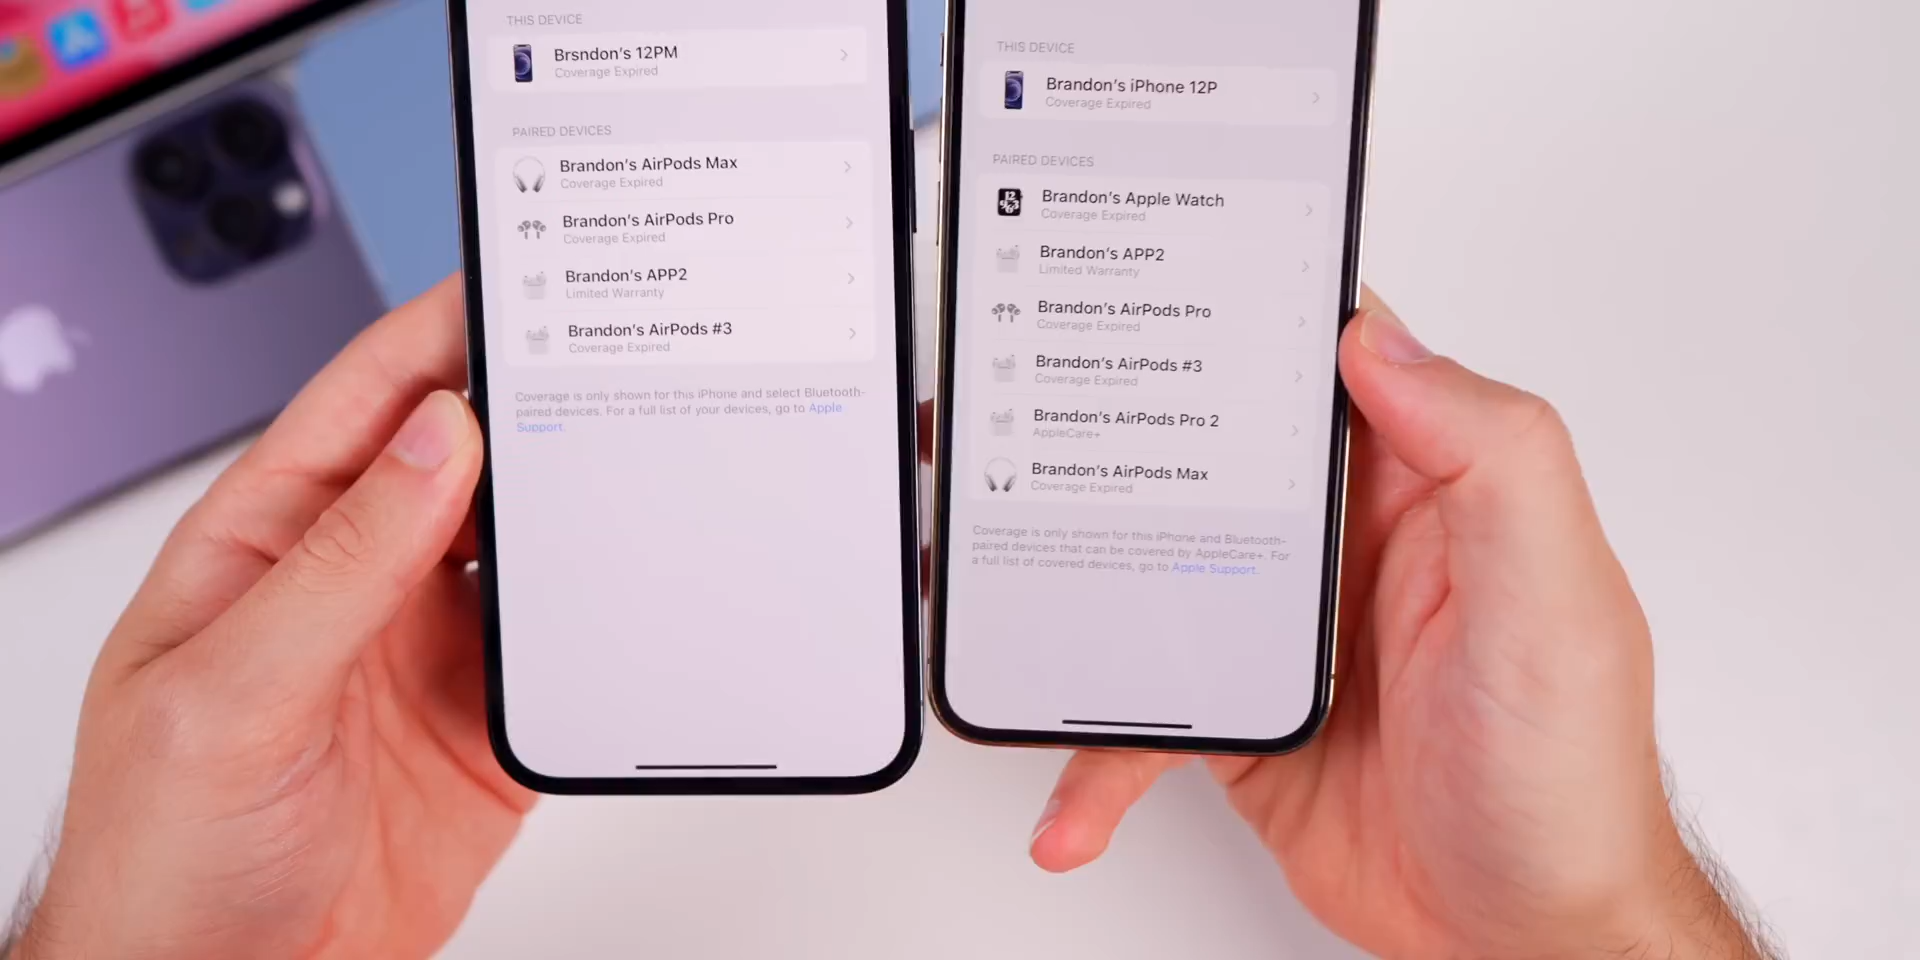 THIS DEVICE
Brsndon's 12PM
Coverage Expired
PAIRED DEVICES
Brandon's AirPods Max
Coverage Expired
Brandon's AirPods Pro
Coverage Expired
Brandon's APP2
Limited Warranty
Brandon's AirPods #3
Coverage Expired
Coverage is only shown for this iPhone and select Bluetooth-
paired devices. For a full list of your devices, go to Apple
Support.
THIS DEVICE
Brandon's iPhone 12P
Coverage Expired
PAIRED DEVICES
Brandon's Apple Watch
Coverage Expired
Brandon's APP2
Limited Warranty
Brandon's AirPods Pro
Coverage Expired
Brandon's AirPods #3
Coverage Expired
Brandon's AirPods Pro 2
AppleCare+
Brandon's AirPods Max
Coverage Expired
Coverage is only shown for this iPhone and Bluetooth-
paired devices that can be covered by AppleCare+. For
a full list of covered devices, go to Apple Support.